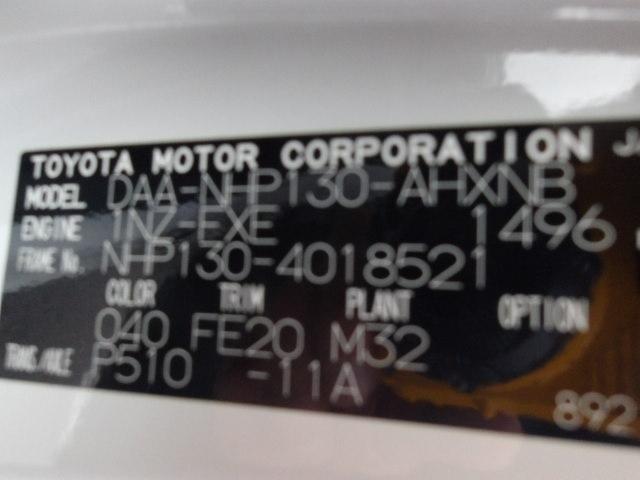 TOYOTA MOTOR CORPORATION
MODEL DAA-NHP130-AHXNB
ENGINE 1NZ-EXE 1496
FRAME No. NHP130-4018521
COLOR TRIM PLANT OPTION
040 FE20 M32
TRANS/AXLE P510 -11A
892